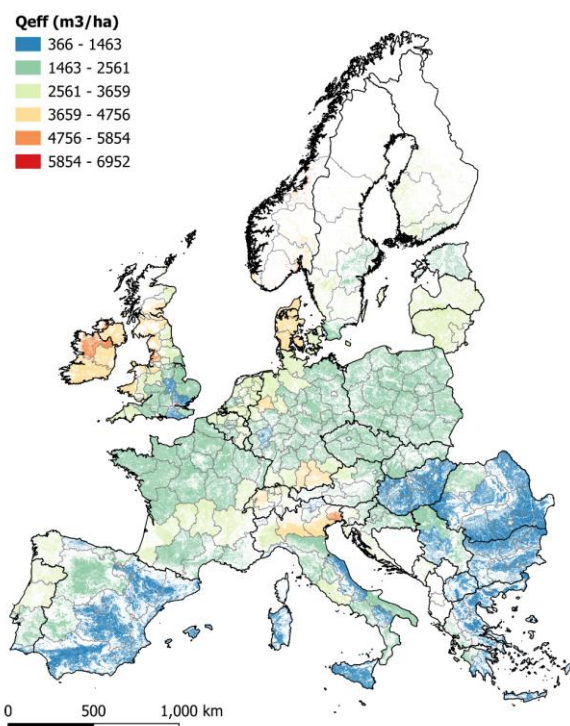 Qeff (m3/ha)
366 - 1463
1463 - 2561
2561 - 3659
3659 - 4756
4756 - 5854
5854 - 6952
0 500 1,000 km